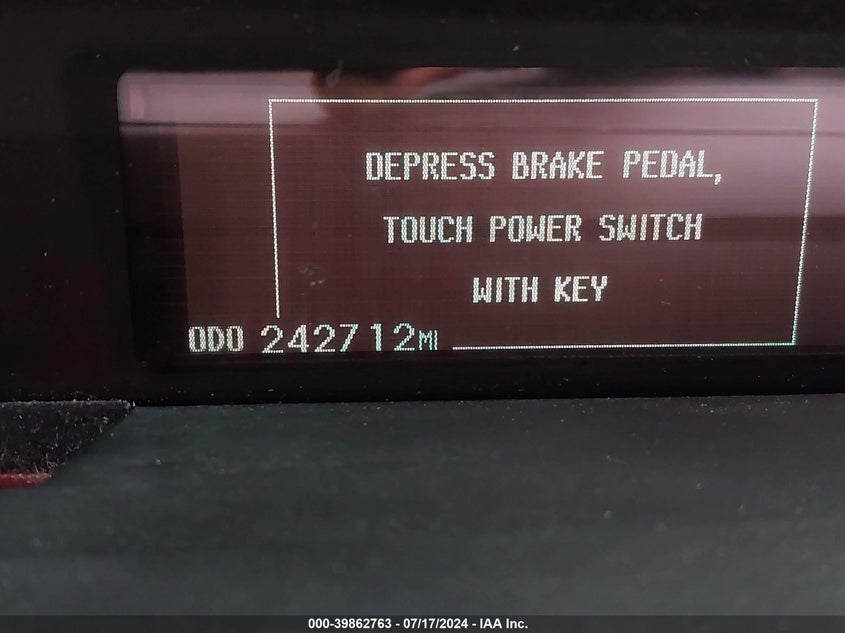 DEPRESS BRAKE PEDAL,
TOUCH POWER SWITCH
WITH KEY
ODO 242712MI
000-39862763 - 07/17/2024 - IAA Inc.